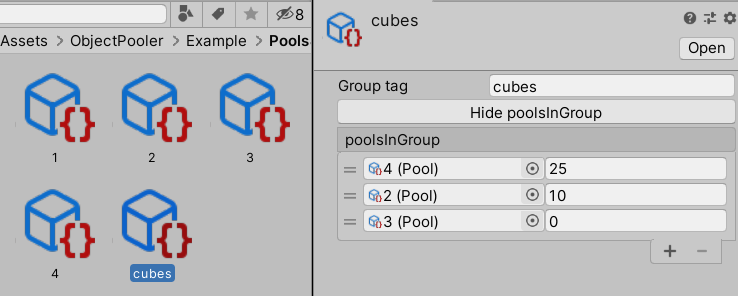 8
Assets > ObjectPooler > Example > Pools
1
2
3
4
cubes
cubes
Open
Group tag
cubes
Hide poolsInGroup
poolsInGroup
4 (Pool) 25
2 (Pool) 10
3 (Pool) 0